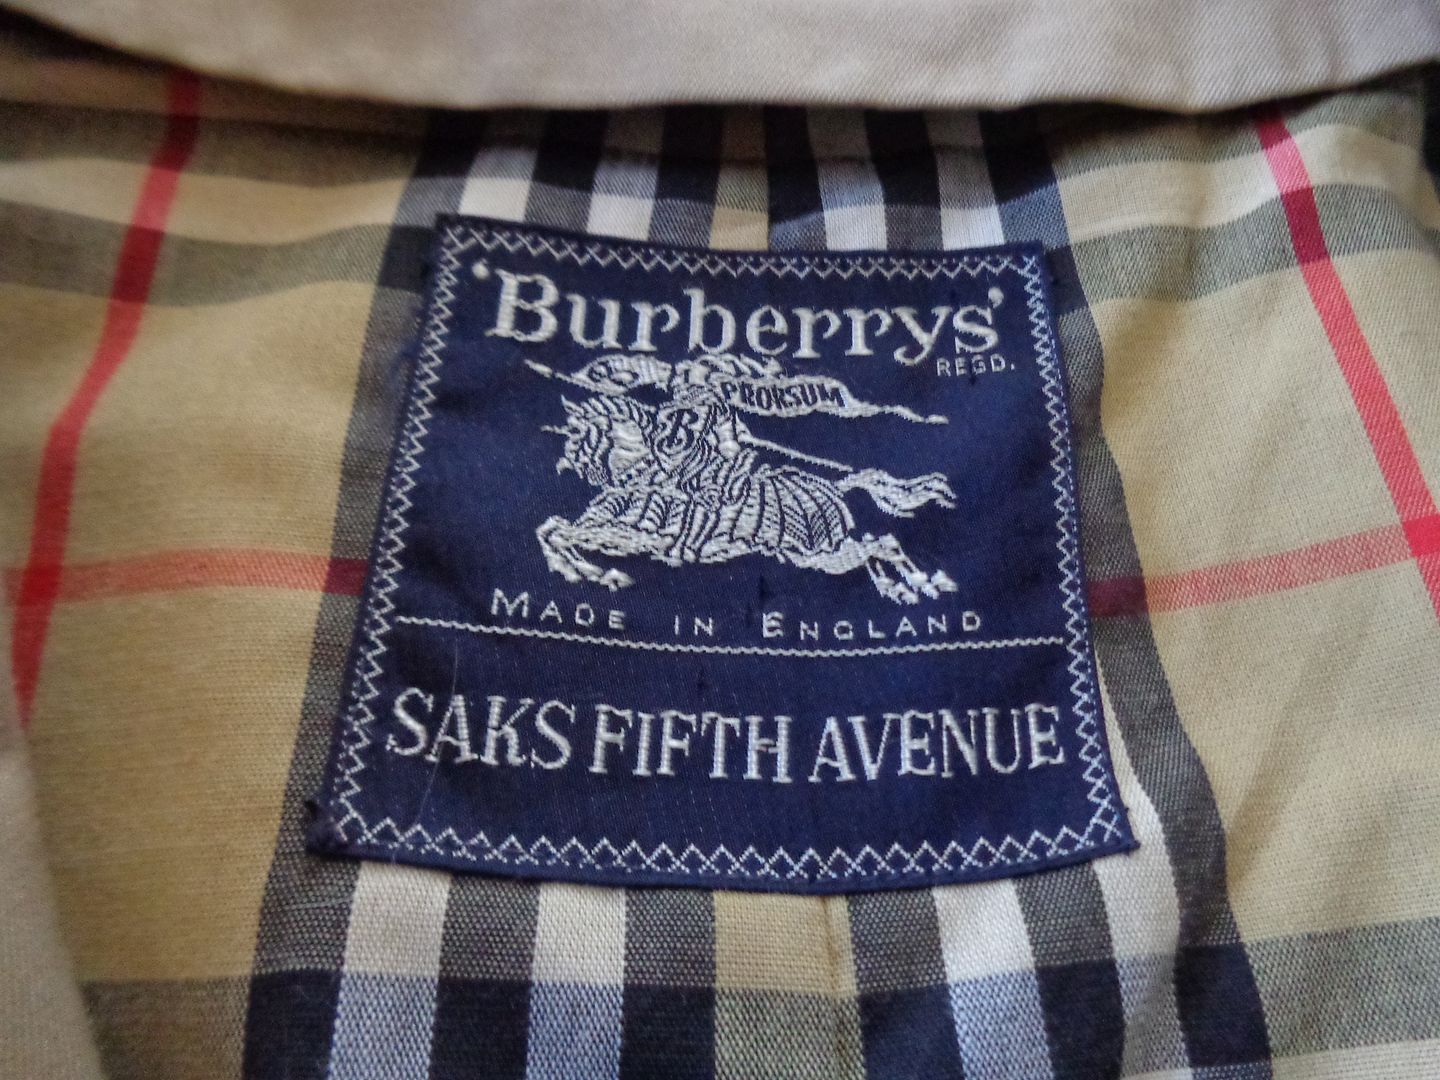 'Burberrys'
REGD.
PRORSUM
B
MADE IN ENGLAND
SAKS FIFTH AVENUE